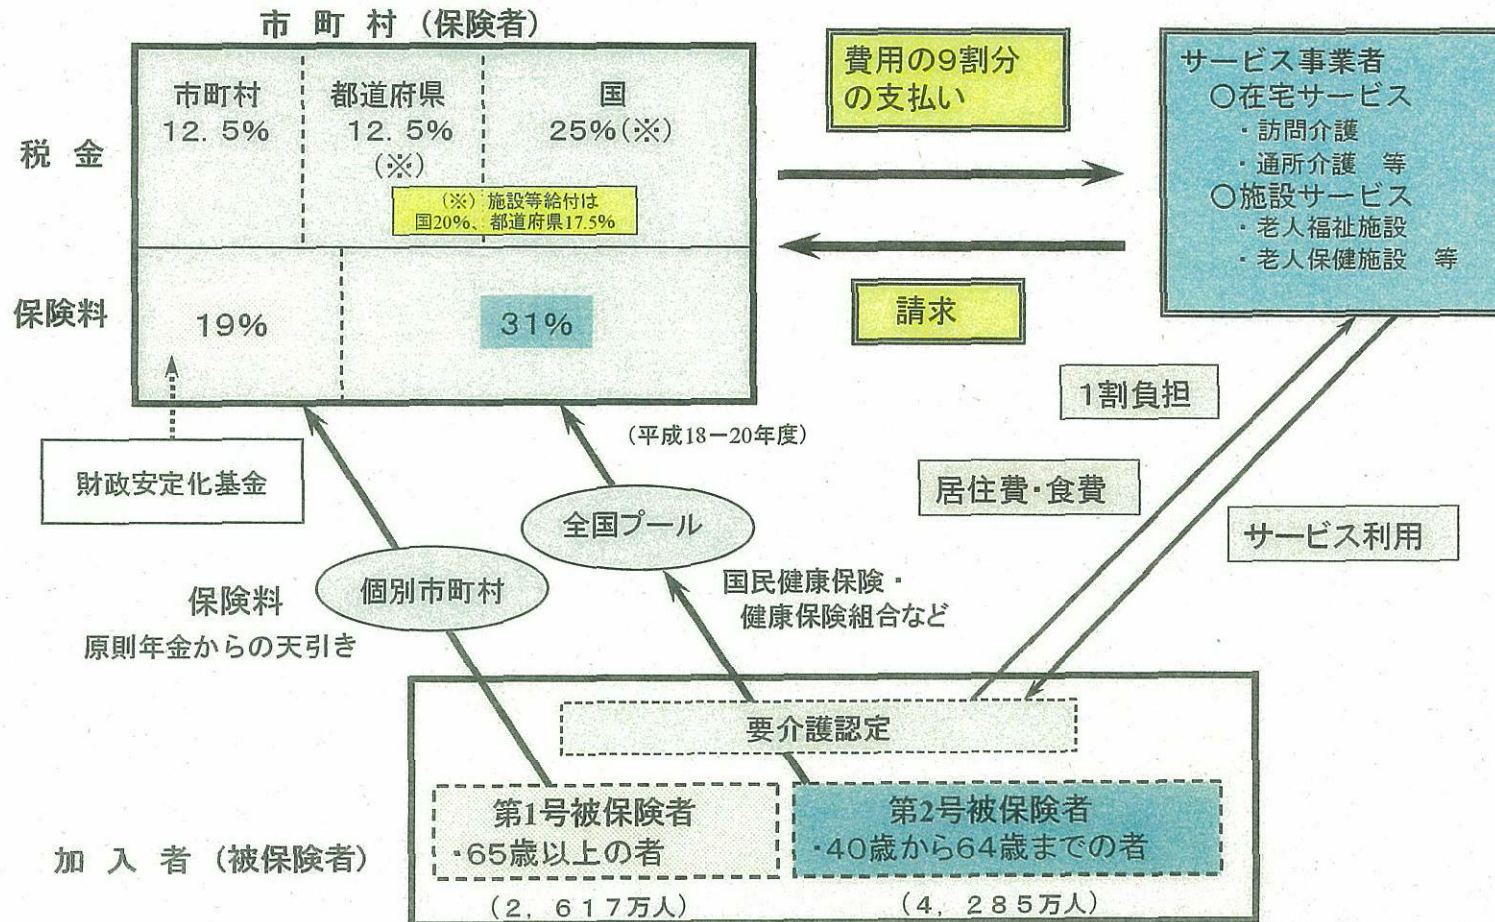 市 町 村 （保険者）
税 金
市町村
12．5%
都道府県
12．5%
（※）
国
25%（※）
（※）施設等給付は
国20%、都道府県17.5%
保険料
19%
31%
費用の9割分
の支払い
請求
サービス事業者
○在宅サービス
・訪問介護
・通所介護 等
○施設サービス
・老人福祉施設
・老人保健施設 等
財政安定化基金
（平成18－20年度）
1割負担
居住費・食費
サービス利用
全国プール
個別市町村
国民健康保険・
健康保険組合など
保険料
原則年金からの天引き
要介護認定
加 入 者 （被保険者）
第1号被保険者
・65歳以上の者
（2，617万人）
第2号被保険者
・40歳から64歳までの者
（4，285万人）